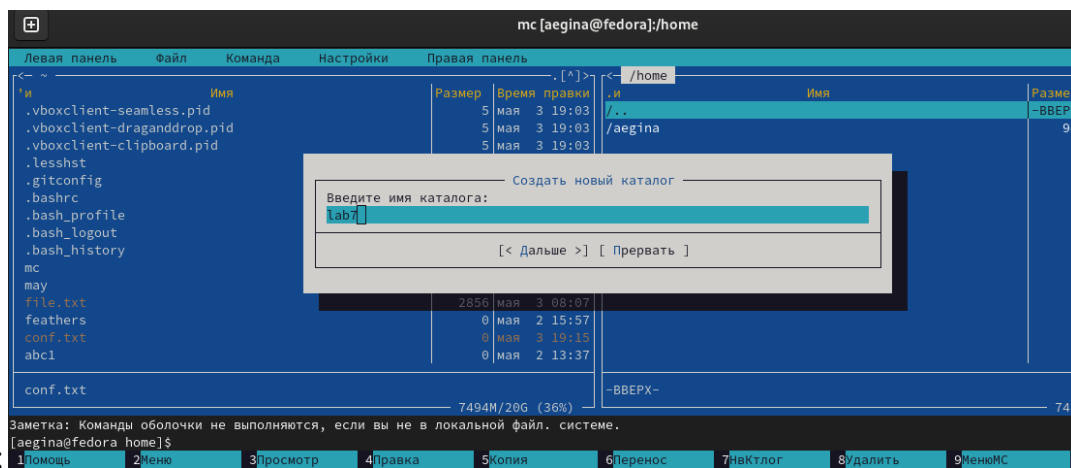 mc [aegina@fedora]:/home
Левая панель Файл Команда Настройки Правая панель
<— ~ .[^]> <— /home
'и Имя Размер Время правки .и Имя Разме
.vboxclient-seamless.pid 5 мая 3 19:03 /.. -ВВЕР
.vboxclient-draganddrop.pid 5 мая 3 19:03 /aegina 9
.vboxclient-clipboard.pid 5 мая 3 19:03
.lesshst
.gitconfig Создать новый каталог
.bashrc Введите имя каталога:
.bash_profile lab7
.bash_logout
.bash_history [< Дальше >] [ Прервать ]
mc
may
file.txt 2856 мая 3 08:07
feathers 0 мая 2 15:57
conf.txt 0 мая 3 19:15
abc1 0 мая 2 13:37
conf.txt -ВВЕРХ-
7494M/20G (36%) 74
Заметка: Команды оболочки не выполняются, если вы не в локальной файл. системе.
[aegina@fedora home]$
1Помощь 2Меню 3Просмотр 4Правка 5Копия 6Перенос 7НвКтлог 8Удалить 9МенюМС